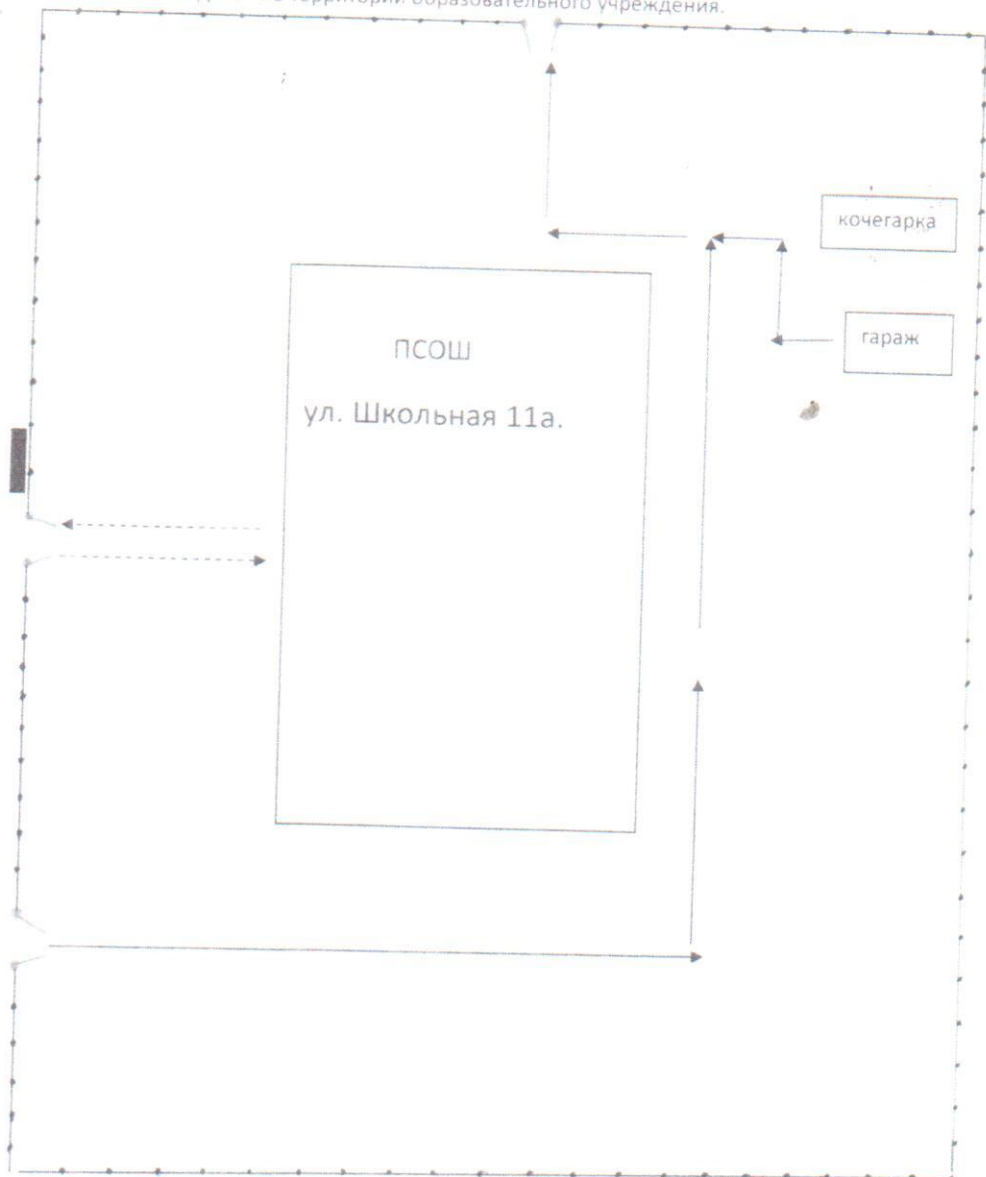 территории образовательного учреждения.
кочегарка
гараж
ПСОШ
ул. Школьная 11а.